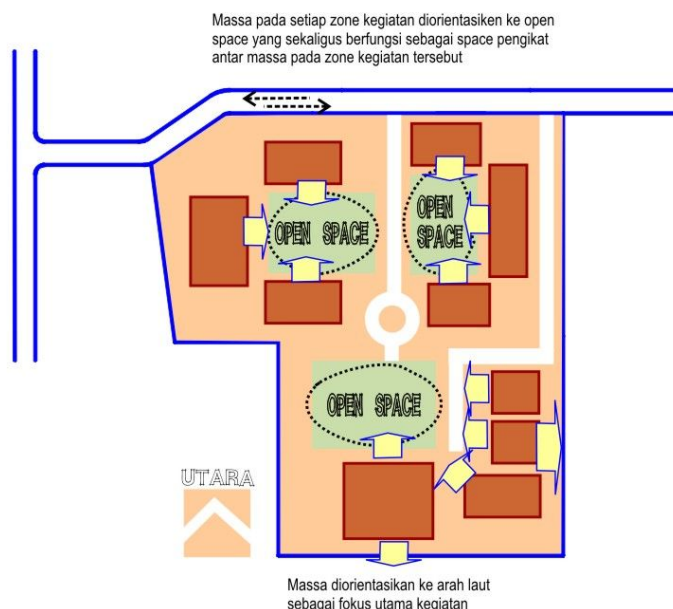 Massa pada setiap zone kegiatan diorientasiken ke open
space yang sekaligus berfungsi sebagai space pengikat
antar massa pada zone kegiatan tersebut
OPEN SPACE
OPEN
SPACE
OPEN SPACE
UTARA
Massa diorientasikan ke arah laut
sebagai fokus utama kegiatan